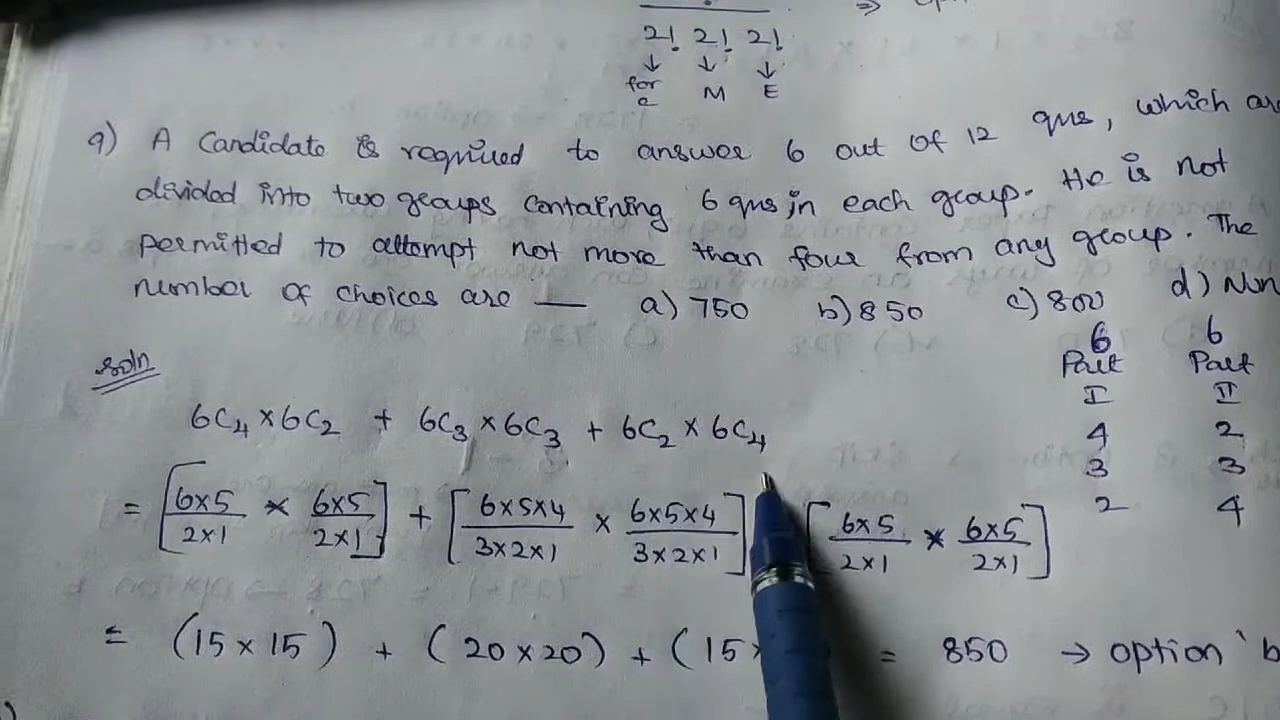 2! 2! 2!
↓ ↓ ↓
for M E
e
9) A Candidate is required to answer 6 out of 12 qns, which are
divided into two groups containing 6 qns in each group. He is not
permitted to attempt not more than four from any group. The
number of choices are — a) 750 b) 850 c) 800 d)
6 6
Soln Part Part
I II
6C4 × 6C2 + 6C3 × 6C3 + 6C2 × 6C4 4 2
3 3
= [6×5/2×1 × 6×5/2×1] + [6×5×4/3×2×1 × 6×5×4/3×2×1] [6×5/2×1 × 6×5/2×1] 2 4
= (15 × 15) + (20 × 20) + (15 × = 850 → option 'b